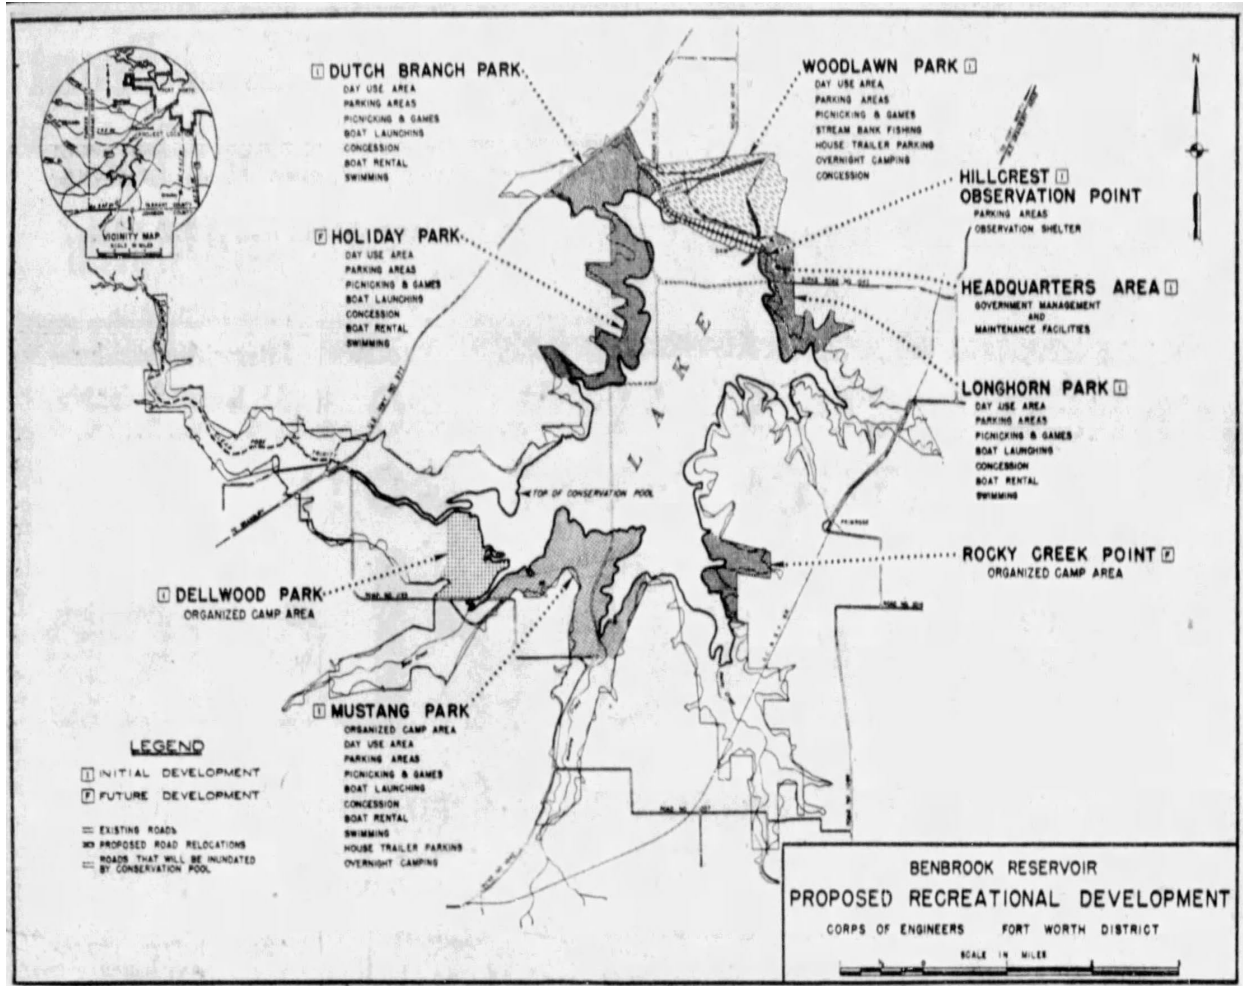 I DUTCH BRANCH PARK
DAY USE AREA
PARKING AREAS
PICNICKING & GAMES
BOAT LAUNCHING
CONCESSION
BOAT RENTAL
SWIMMING
WOODLAWN PARK I
DAY USE AREA
PARKING AREAS
PICNICKING & GAMES
STREAM BANK FISHING
HOUSE TRAILER PARKING
OVERNIGHT CAMPING
CONCESSION
N
HILLCREST I
OBSERVATION POINT
PARKING AREAS
OBSERVATION SHELTER
VICINITY MAP
F HOLIDAY PARK
DAY USE AREA
PARKING AREAS
PICNICKING & GAMES
BOAT LAUNCHING
CONCESSION
BOAT RENTAL
SWIMMING
HEADQUARTERS AREA I
GOVERNMENT MANAGEMENT
AND
MAINTENANCE FACILITIES
LAKE
LONGHORN PARK I
DAY USE AREA
PARKING AREAS
PICNICKING & GAMES
BOAT LAUNCHING
CONCESSION
BOAT RENTAL
SWIMMING
TOP OF CONSERVATION POOL
PRIMROSE
ROCKY CREEK POINT F
ORGANIZED CAMP AREA
I DELLWOOD PARK
ORGANIZED CAMP AREA
I MUSTANG PARK
ORGANIZED CAMP AREA
DAY USE AREA
PARKING AREAS
PICNICKING & GAMES
BOAT LAUNCHING
CONCESSION
BOAT RENTAL
SWIMMING
HOUSE TRAILER PARKING
OVERNIGHT CAMPING
LEGEND
I INITIAL DEVELOPMENT
F FUTURE DEVELOPMENT
EXISTING ROADS
PROPOSED ROAD RELOCATIONS
ROADS THAT WILL BE INUNDATED
BY CONSERVATION POOL
BENBROOK RESERVOIR
PROPOSED RECREATIONAL DEVELOPMENT
CORPS OF ENGINEERS FORT WORTH DISTRICT
SCALE IN MILES